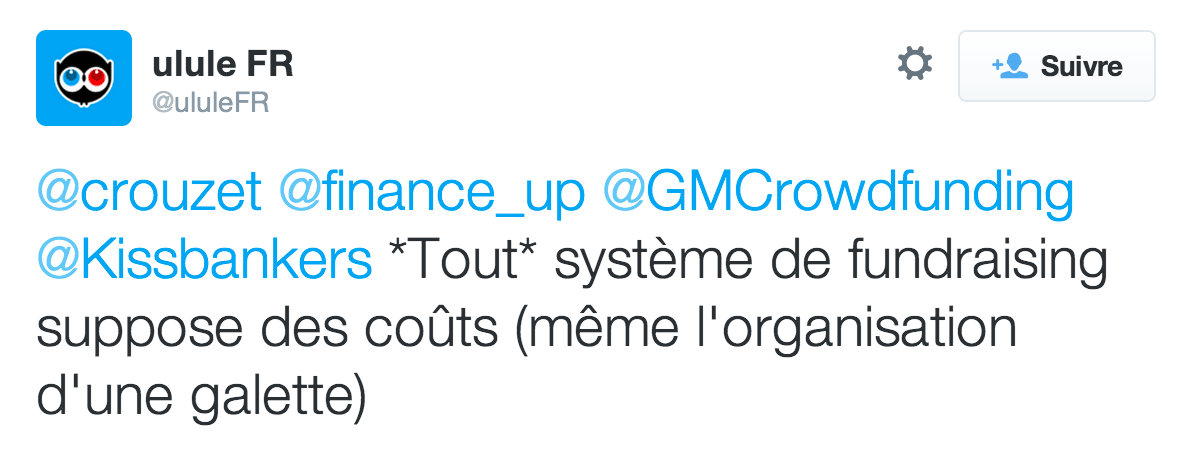 ulule FR
@ululeFR
Suivre
@crouzet @finance_up @GMCrowdfunding
@Kissbankers *Tout* système de fundraising
suppose des coûts (même l'organisation
d'une galette)